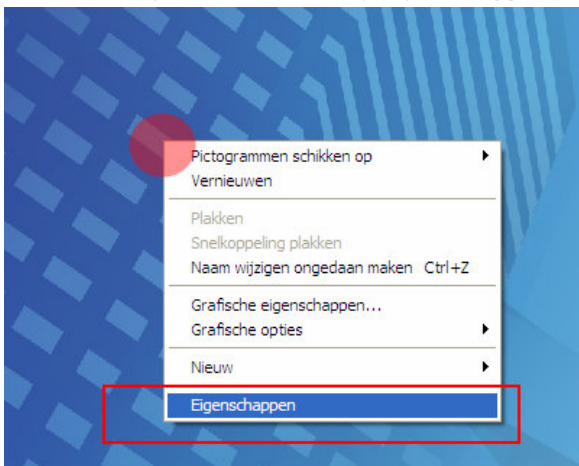 Pictogrammen schikken op
Vernieuwen
Plakken
Snelkoppeling plakken
Naam wijzigen ongedaan maken Ctrl+Z
Grafische eigenschappen...
Grafische opties
Nieuw
Eigenschappen